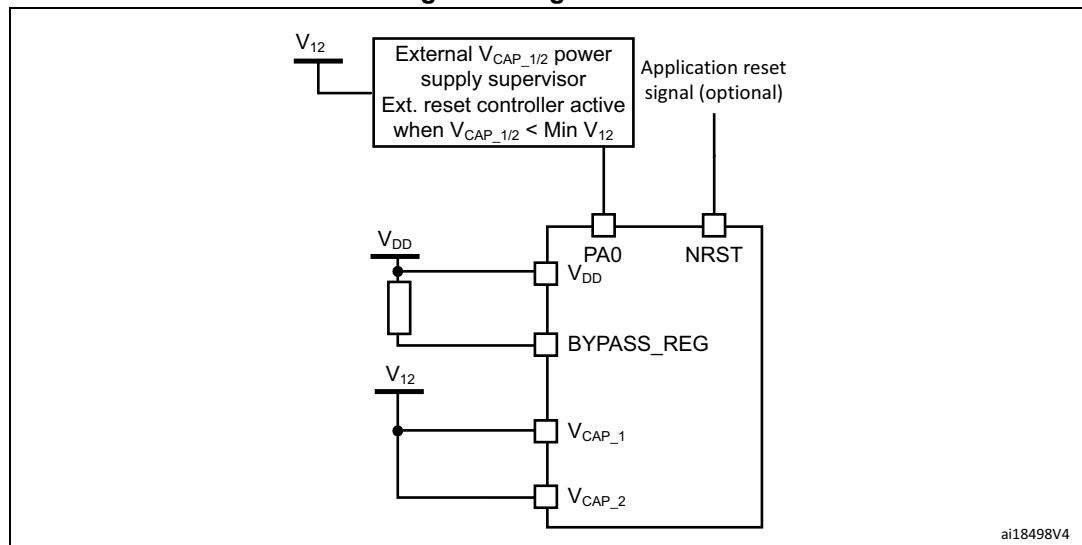 V12
External VCAP_1/2 power
supply supervisor
Ext. reset controller active
when VCAP_1/2 < Min V12
Application reset
signal (optional)
VDD
PA0
NRST
VDD
BYPASS_REG
V12
VCAP_1
VCAP_2
ai18498V4